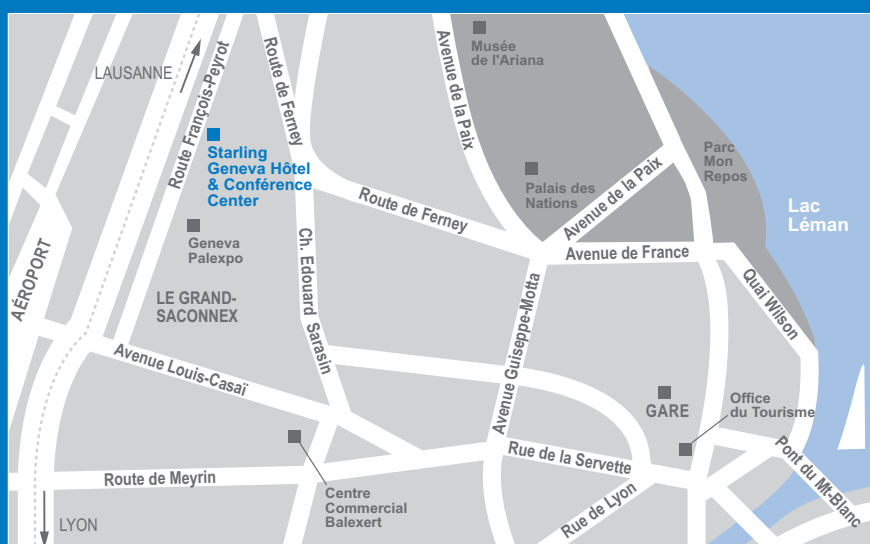 LAUSANNE
Route François-Peyrot
Route de Ferney
Avenue de la Paix
Musée
de l'Ariana
Starling
Geneva Hôtel
& Conférence
Center
Palais des
Nations
Avenue de la Paix
Parc
Mon
Repos
Lac
Léman
Route de Ferney
Geneva
Palexpo
Ch. Edouard Sarasin
Avenue de France
AÉROPORT
LE GRAND-
SACONNEX
Quai Wilson
Avenue Guiseppe-Motta
Avenue Louis-Casaï
GARE
Office
du Tourisme
Rue de la Servette
Pont du Mt-Blanc
Route de Meyrin
Centre
Commercial
Balexert
Rue de Lyon
LYON